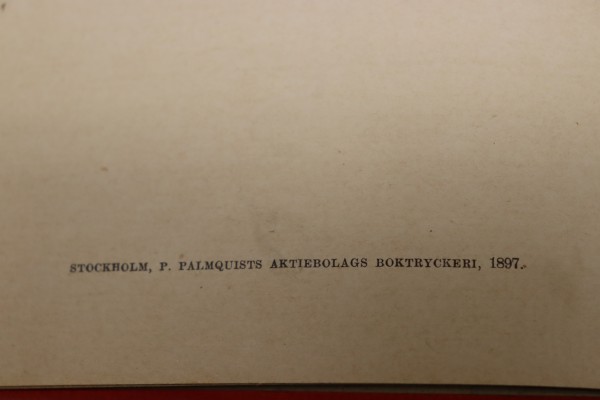 STOCKHOLM, P. PALMQUISTS AKTIEBOLAGS BOKTRYCKERI, 1897.